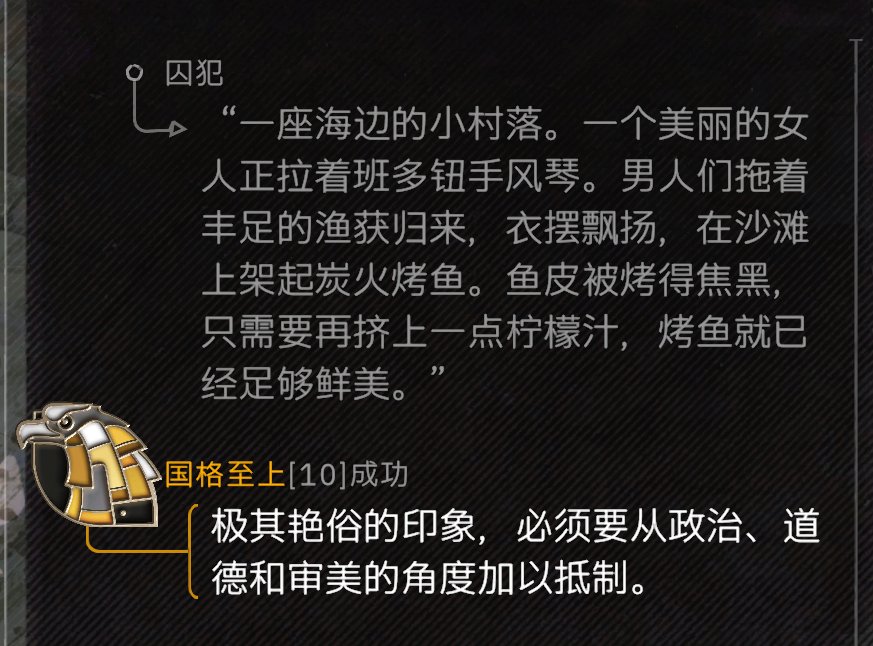 囚犯
“一座海边的小村落。一个美丽的女
人正拉着班多钮手风琴。男人们拖着
丰足的渔获归来，衣摆飘扬，在沙滩
上架起炭火烤鱼。鱼皮被烤得焦黑，
只需要再挤上一点柠檬汁，烤鱼就已
经足够鲜美。”
国格至上[10]成功
极其艳俗的印象，必须要从政治、道
德和审美的角度加以抵制。